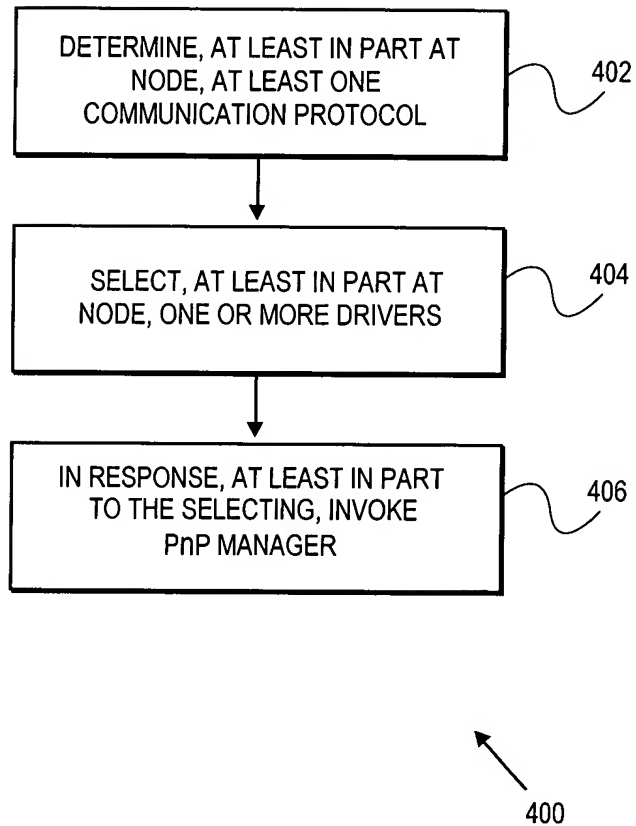 DETERMINE, AT LEAST IN PART AT
NODE, AT LEAST ONE
COMMUNICATION PROTOCOL
402
SELECT, AT LEAST IN PART AT
NODE, ONE OR MORE DRIVERS
404
IN RESPONSE, AT LEAST IN PART
TO THE SELECTING, INVOKE
PnP MANAGER
406
400